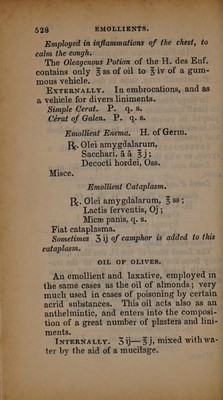 528 EMOLLIENTS.
Employed in inflammations of the chest, to
calm the cough.
The Oleagenous Potion of the H. des Enf.
contains only ℥ ss of oil to ℥ iv of a gum-
mous vehicle.
EXTERNALLY. In embrocations, and as
a vehicle for divers liniments.
Simple Cerat. P. q. s.
Cérat of Galen. P. q. s.
Emollient Enema. H. of Germ.
℞. Olei amygdalarum,
Sacchari, ā ā ℥ j;
Decocti hordei, Oss.
Misce.
Emollient Cataplasm.
℞. Olei amygdalarum, ℥ ss;
Lactis ferventis, Oj;
Micæ panis, q. s.
Fiat cataplasma.
Sometimes ʒ ij of camphor is added to this
cataplasm.
OIL OF OLIVES.
An emollient and laxative, employed in
the same cases as the oil of almonds; very
much used in cases of poisoning by certain
acrid substances. This oil acts also as an
anthelmintic, and enters into the composi-
tion of a great number of plasters and lini-
ments.
INTERNALLY. ʒ ij—℥ j, mixed with wa-
ter by the aid of a mucilage.